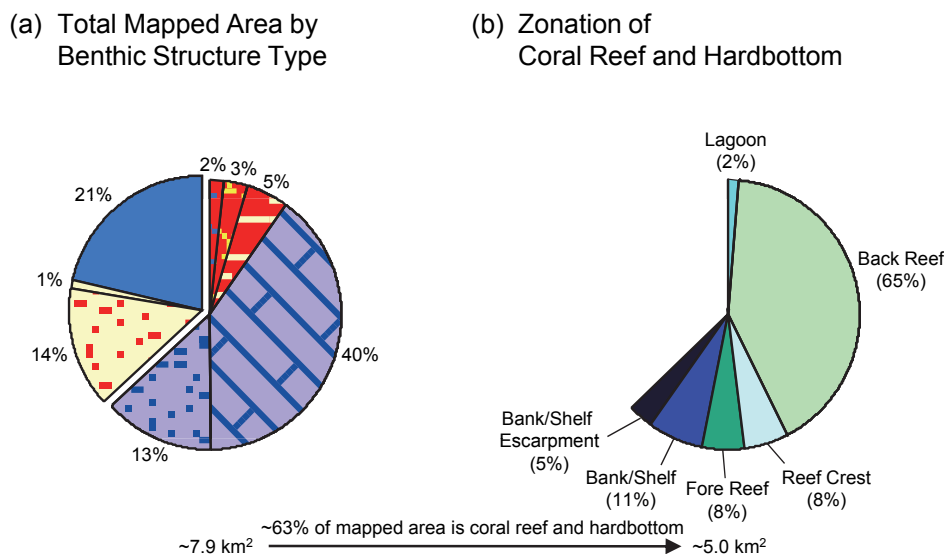 (a) Total Mapped Area by
Benthic Structure Type
(b) Zonation of
Coral Reef and Hardbottom
2%
3%
5%
21%
1%
14%
13%
40%
Lagoon
(2%)
Back Reef
(65%)
Bank/Shelf
Escarpment
(5%)
Bank/Shelf
(11%)
Fore Reef
(8%)
Reef Crest
(8%)
~63% of mapped area is coral reef and hardbottom
~7.9 km²
~5.0 km²